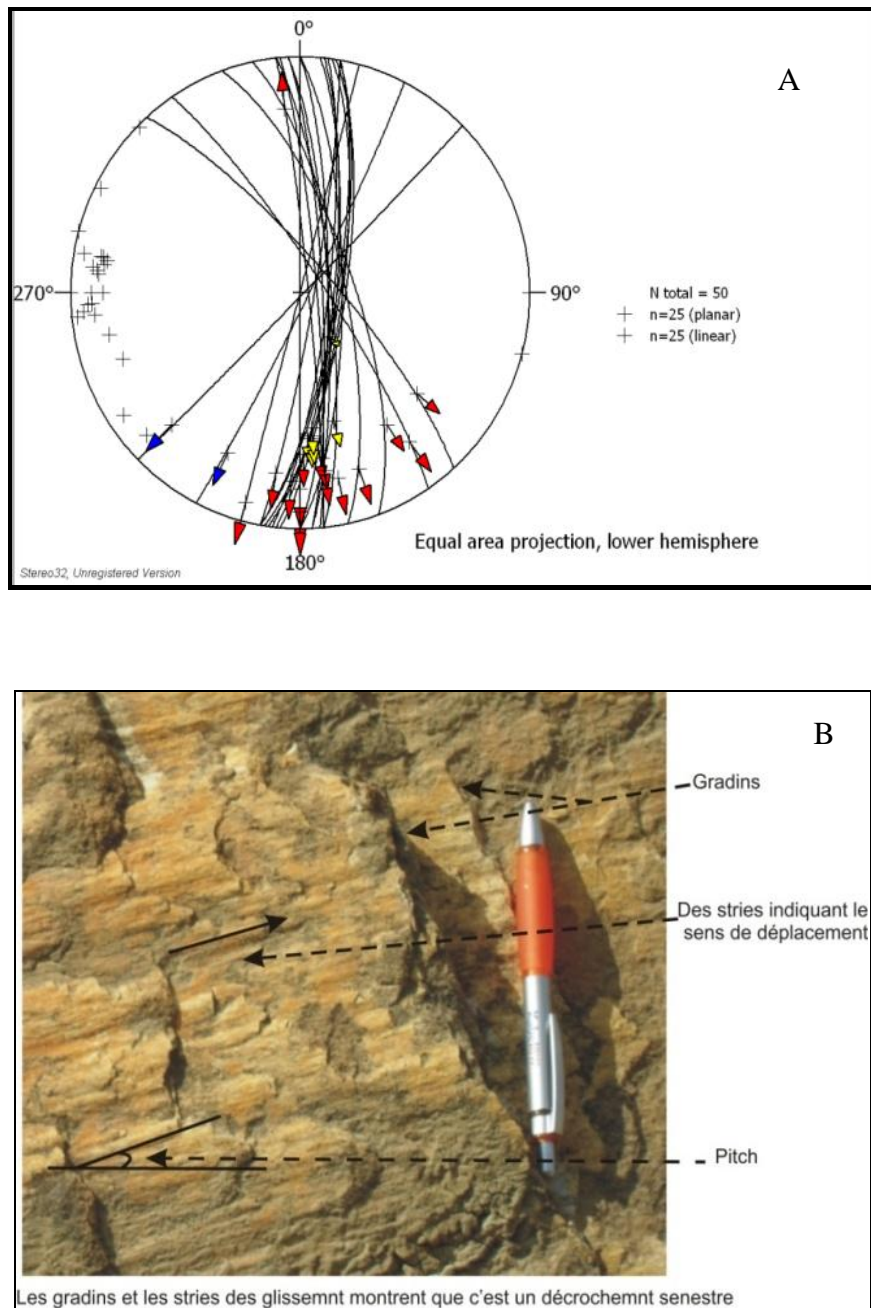 A
0°
270°
90°
N total = 50
+ n=25 (planar)
+ n=25 (linear)
Equal area projection, lower hemisphere
180°
Stereo32, Unregistered Version
B
Gradins
Des stries indiquant le
sens de déplacement
Pitch
Les gradins et les stries des glissemnt montrent que c'est un décrochemnt senestre